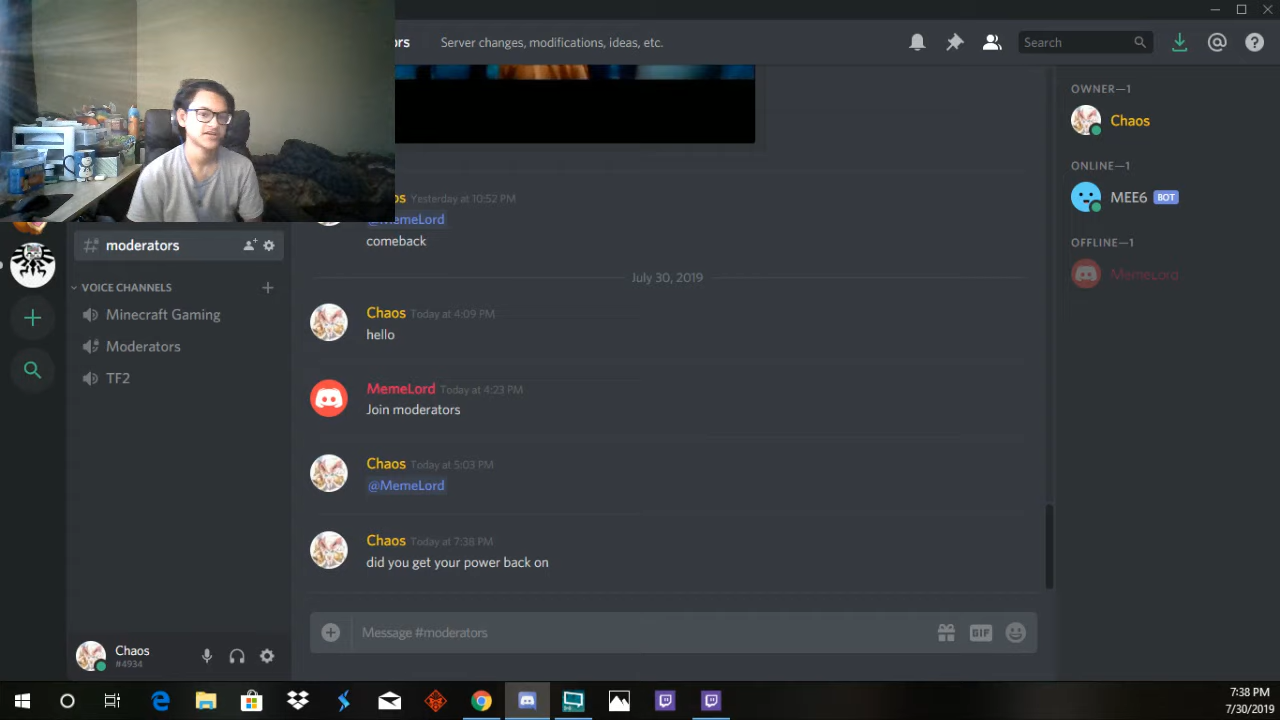 Server changes, modifications, ideas, etc.
Search
OWNER—1
Chaos
ONLINE—1
MEE6 BOT
OFFLINE—1
MemeLord
Yesterday at 10:52 PM
@MemeLord
comeback
July 30, 2019
Chaos Today at 4:09 PM
hello
MemeLord Today at 4:23 PM
Join moderators
Chaos Today at 5:03 PM
@MemeLord
Chaos Today at 7:38 PM
did you get your power back on
Message #moderators
GIF
moderators
VOICE CHANNELS
Minecraft Gaming
Moderators
TF2
Chaos
#4934
7:38 PM
7/30/2019